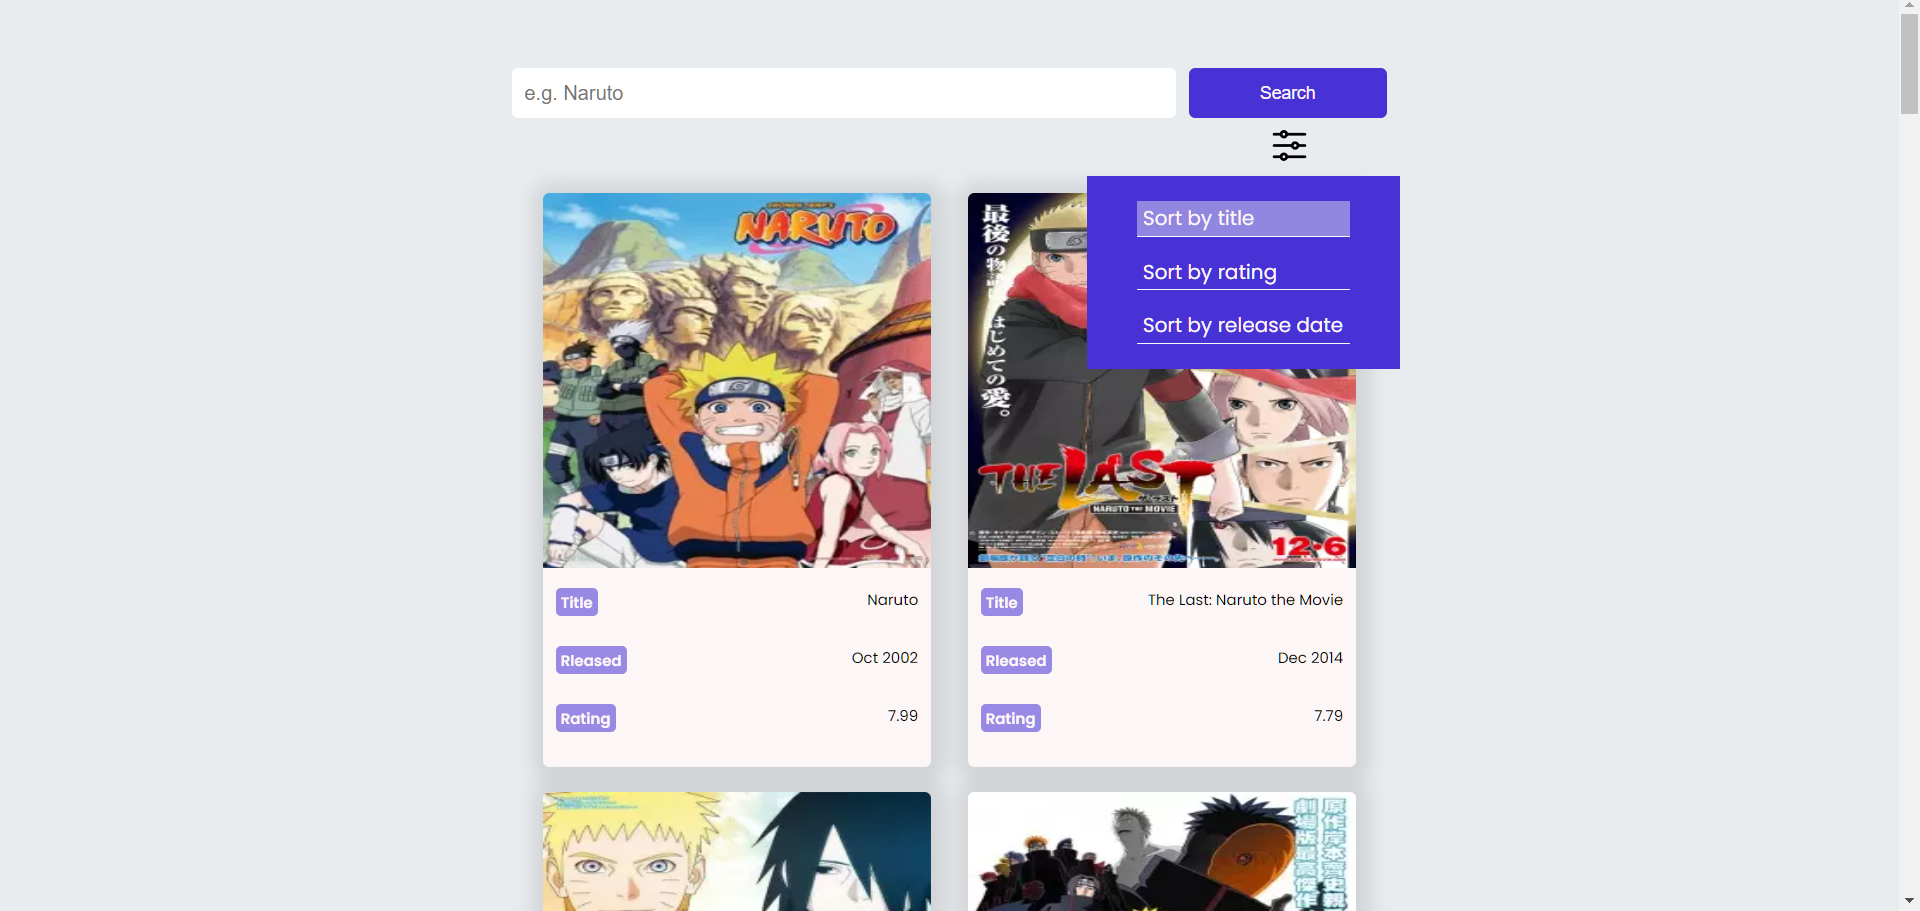 e.g. Naruto
Search
Sort by title
Sort by rating
Sort by release date
NARUTO
最後の物語は、はじめての愛。
THE LAST
NARUTO THE MOVIE
12・6
Title
Naruto
Rleased
Oct 2002
Rating
7.99
Title
The Last: Naruto the Movie
Rleased
Dec 2014
Rating
7.79